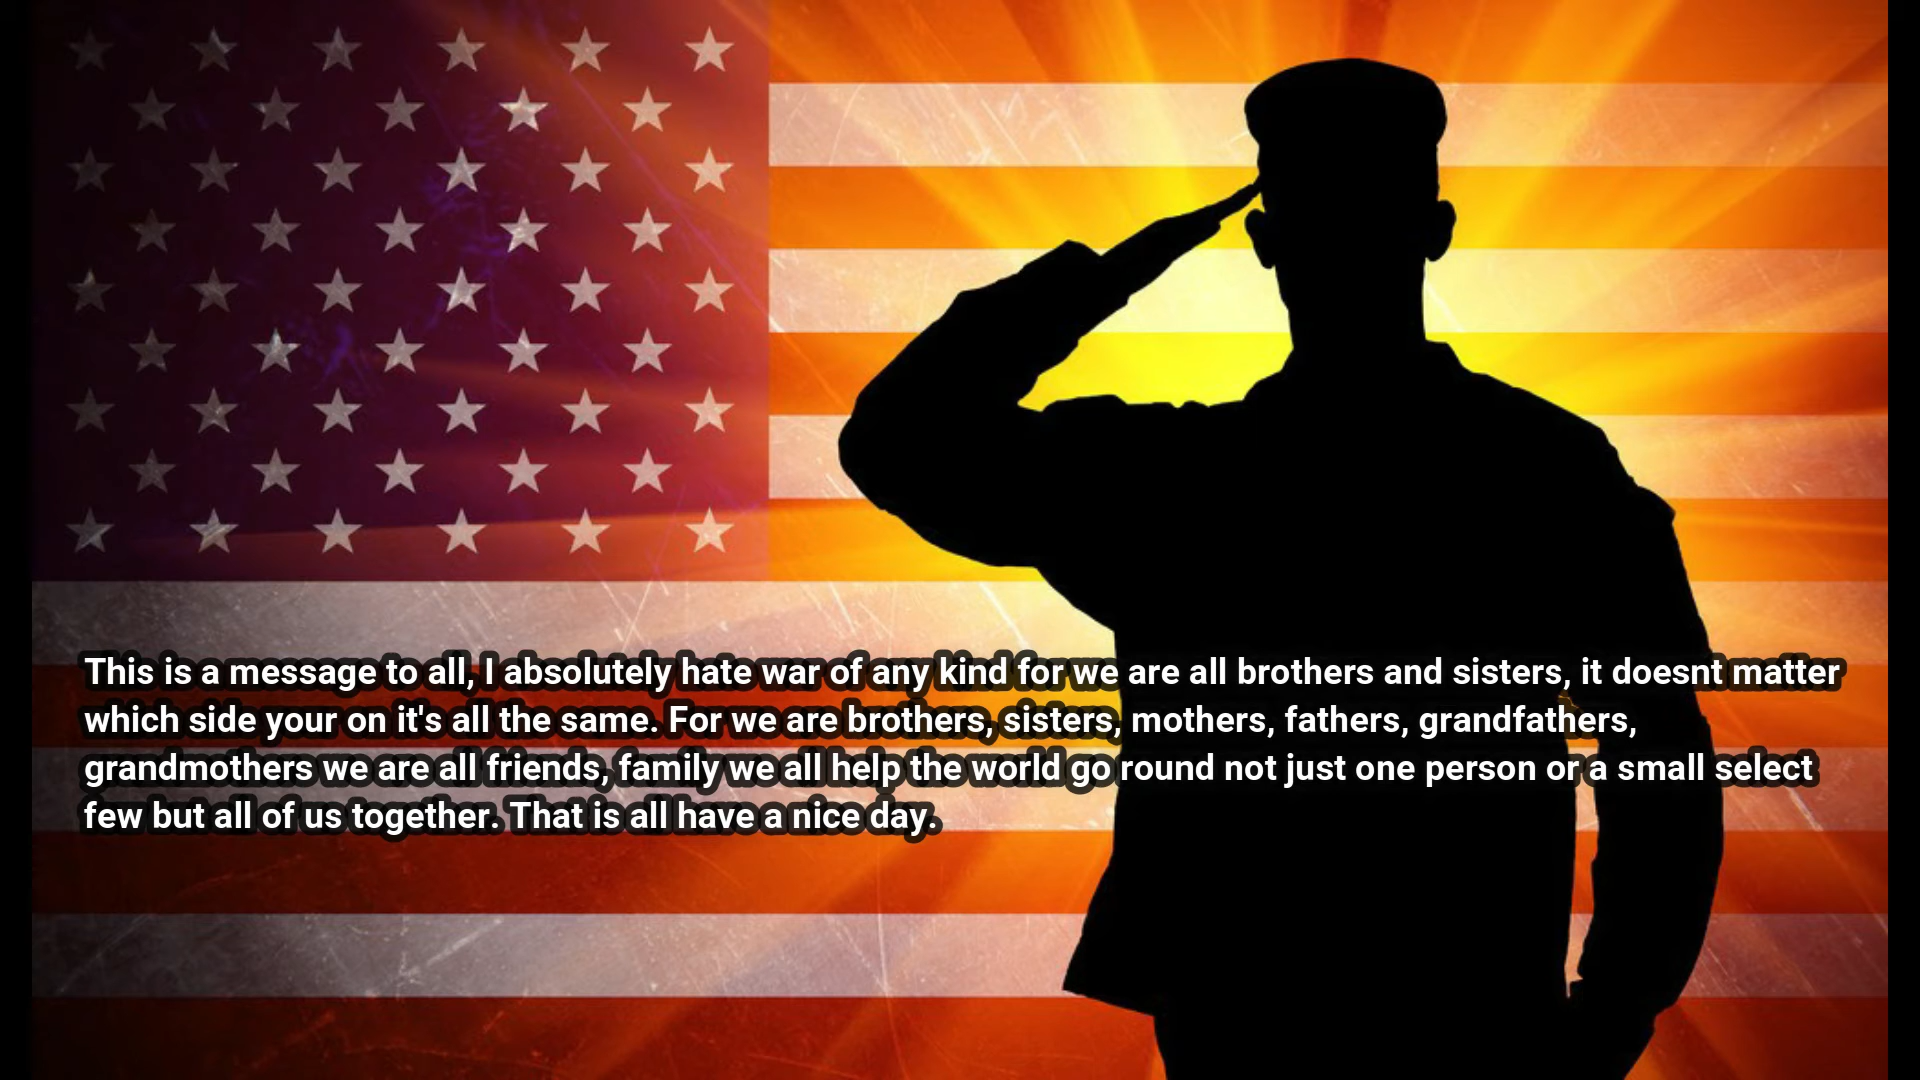 This is a message to all, I absolutely hate war of any kind for we are all brothers and sisters, it doesnt matter
which side your on it's all the same. For we are brothers, sisters, mothers, fathers, grandfathers,
grandmothers we are all friends, family we all help the world go round not just one person or a small select
few but all of us together. That is all have a nice day.